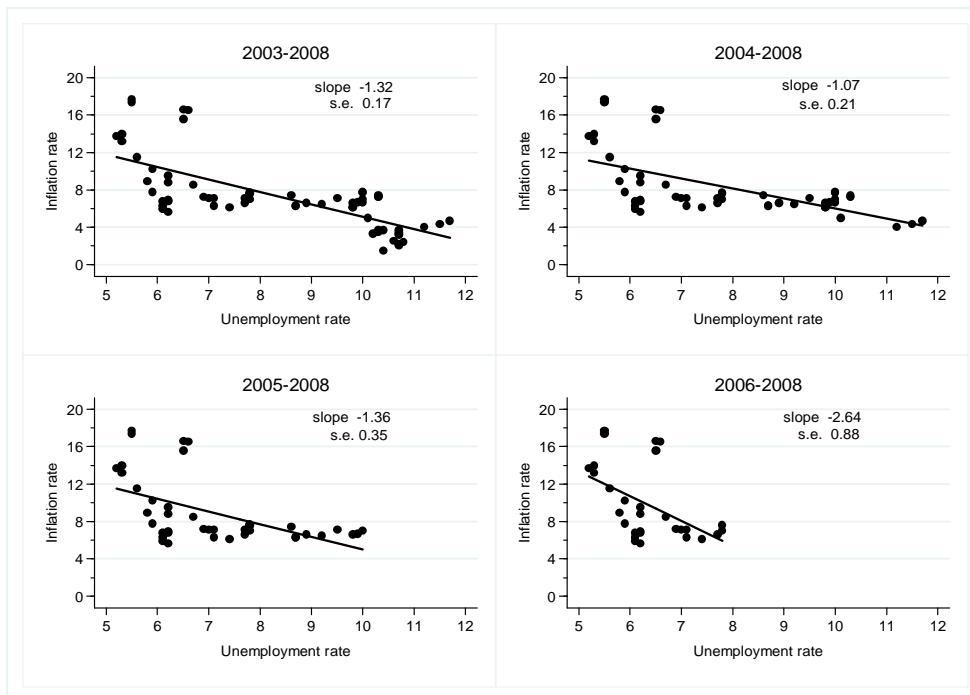 2003-2008
slope -1.32
s.e. 0.17
Inflation rate
20
16
12
8
4
0
5 6 7 8 9 10 11 12
Unemployment rate
2004-2008
slope -1.07
s.e. 0.21
Inflation rate
20
16
12
8
4
0
5 6 7 8 9 10 11 12
Unemployment rate
2005-2008
slope -1.36
s.e. 0.35
Inflation rate
20
16
12
8
4
0
5 6 7 8 9 10 11 12
Unemployment rate
2006-2008
slope -2.64
s.e. 0.88
Inflation rate
20
16
12
8
4
0
5 6 7 8 9 10 11 12
Unemployment rate